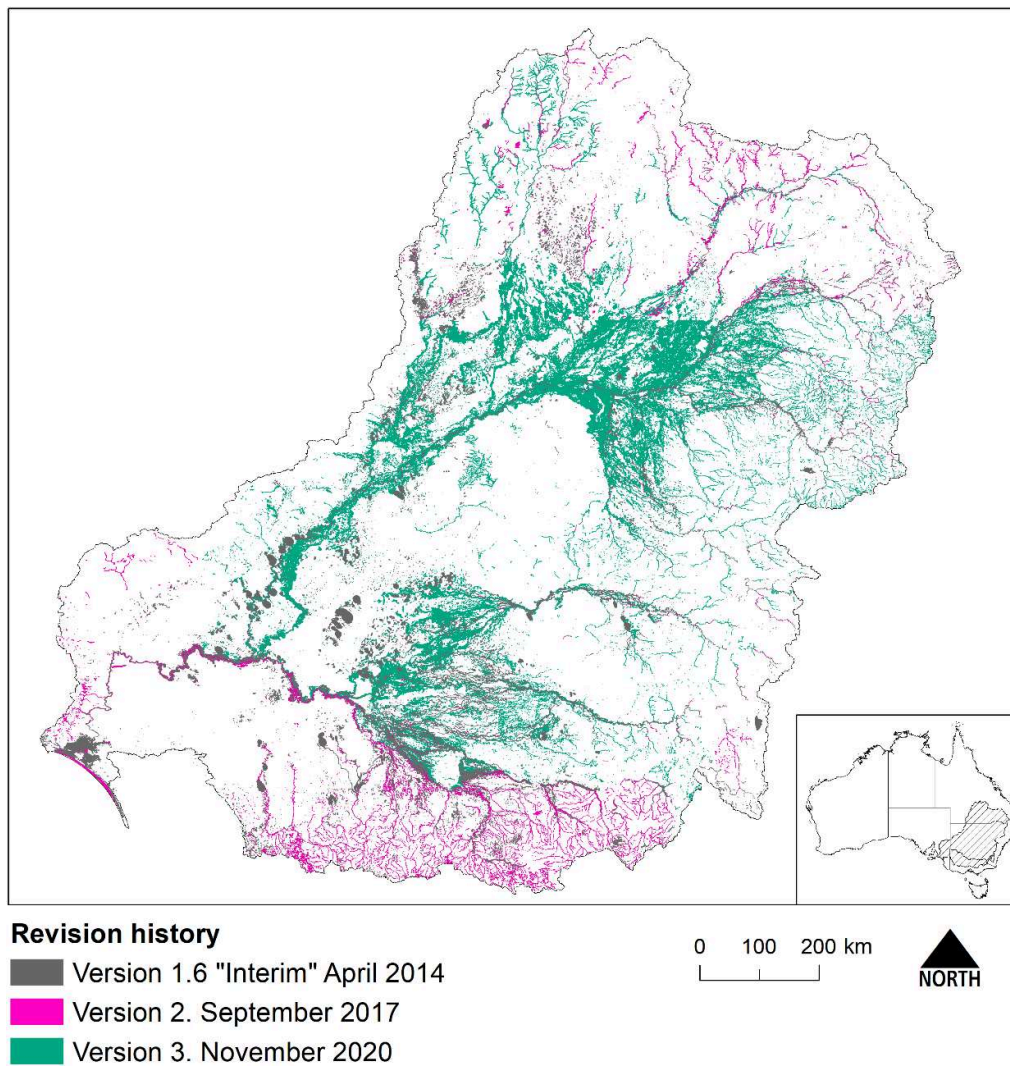 Revision history
Version 1.6 "Interim" April 2014
Version 2. September 2017
Version 3. November 2020
0 100 200 km
NORTH